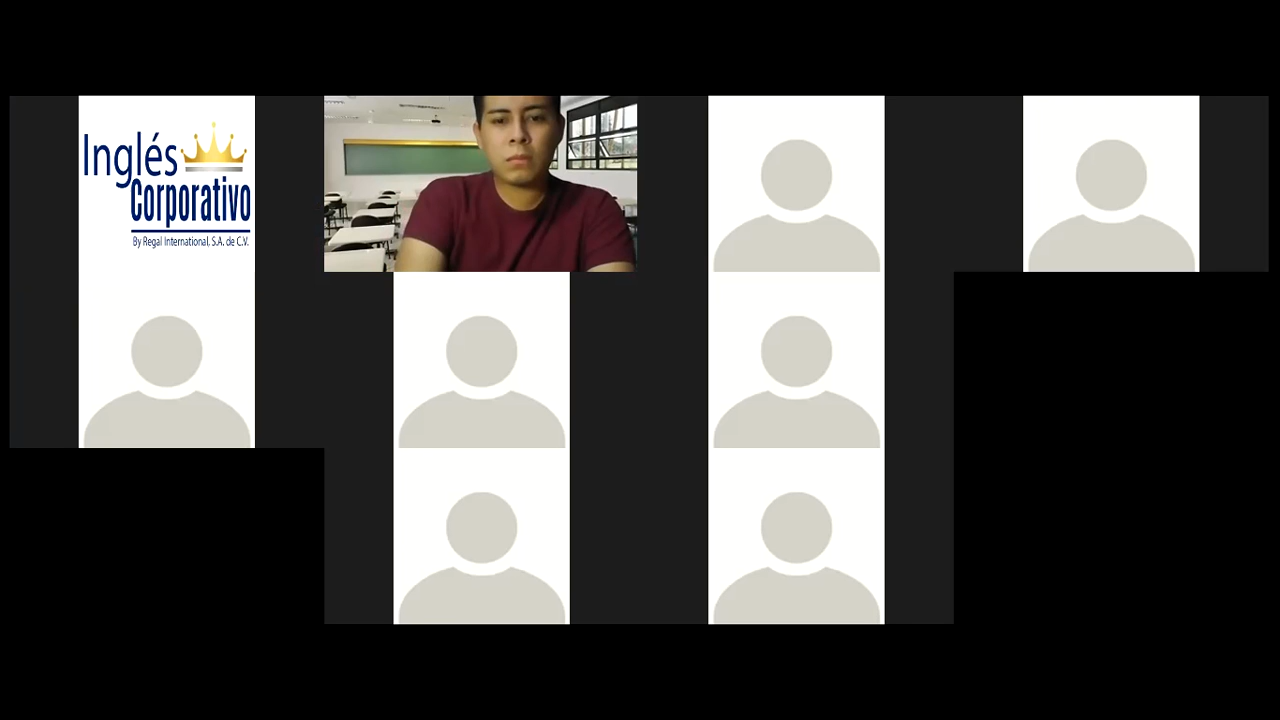 Inglés
Corporativo
By Regal International, S.A. de C.V.